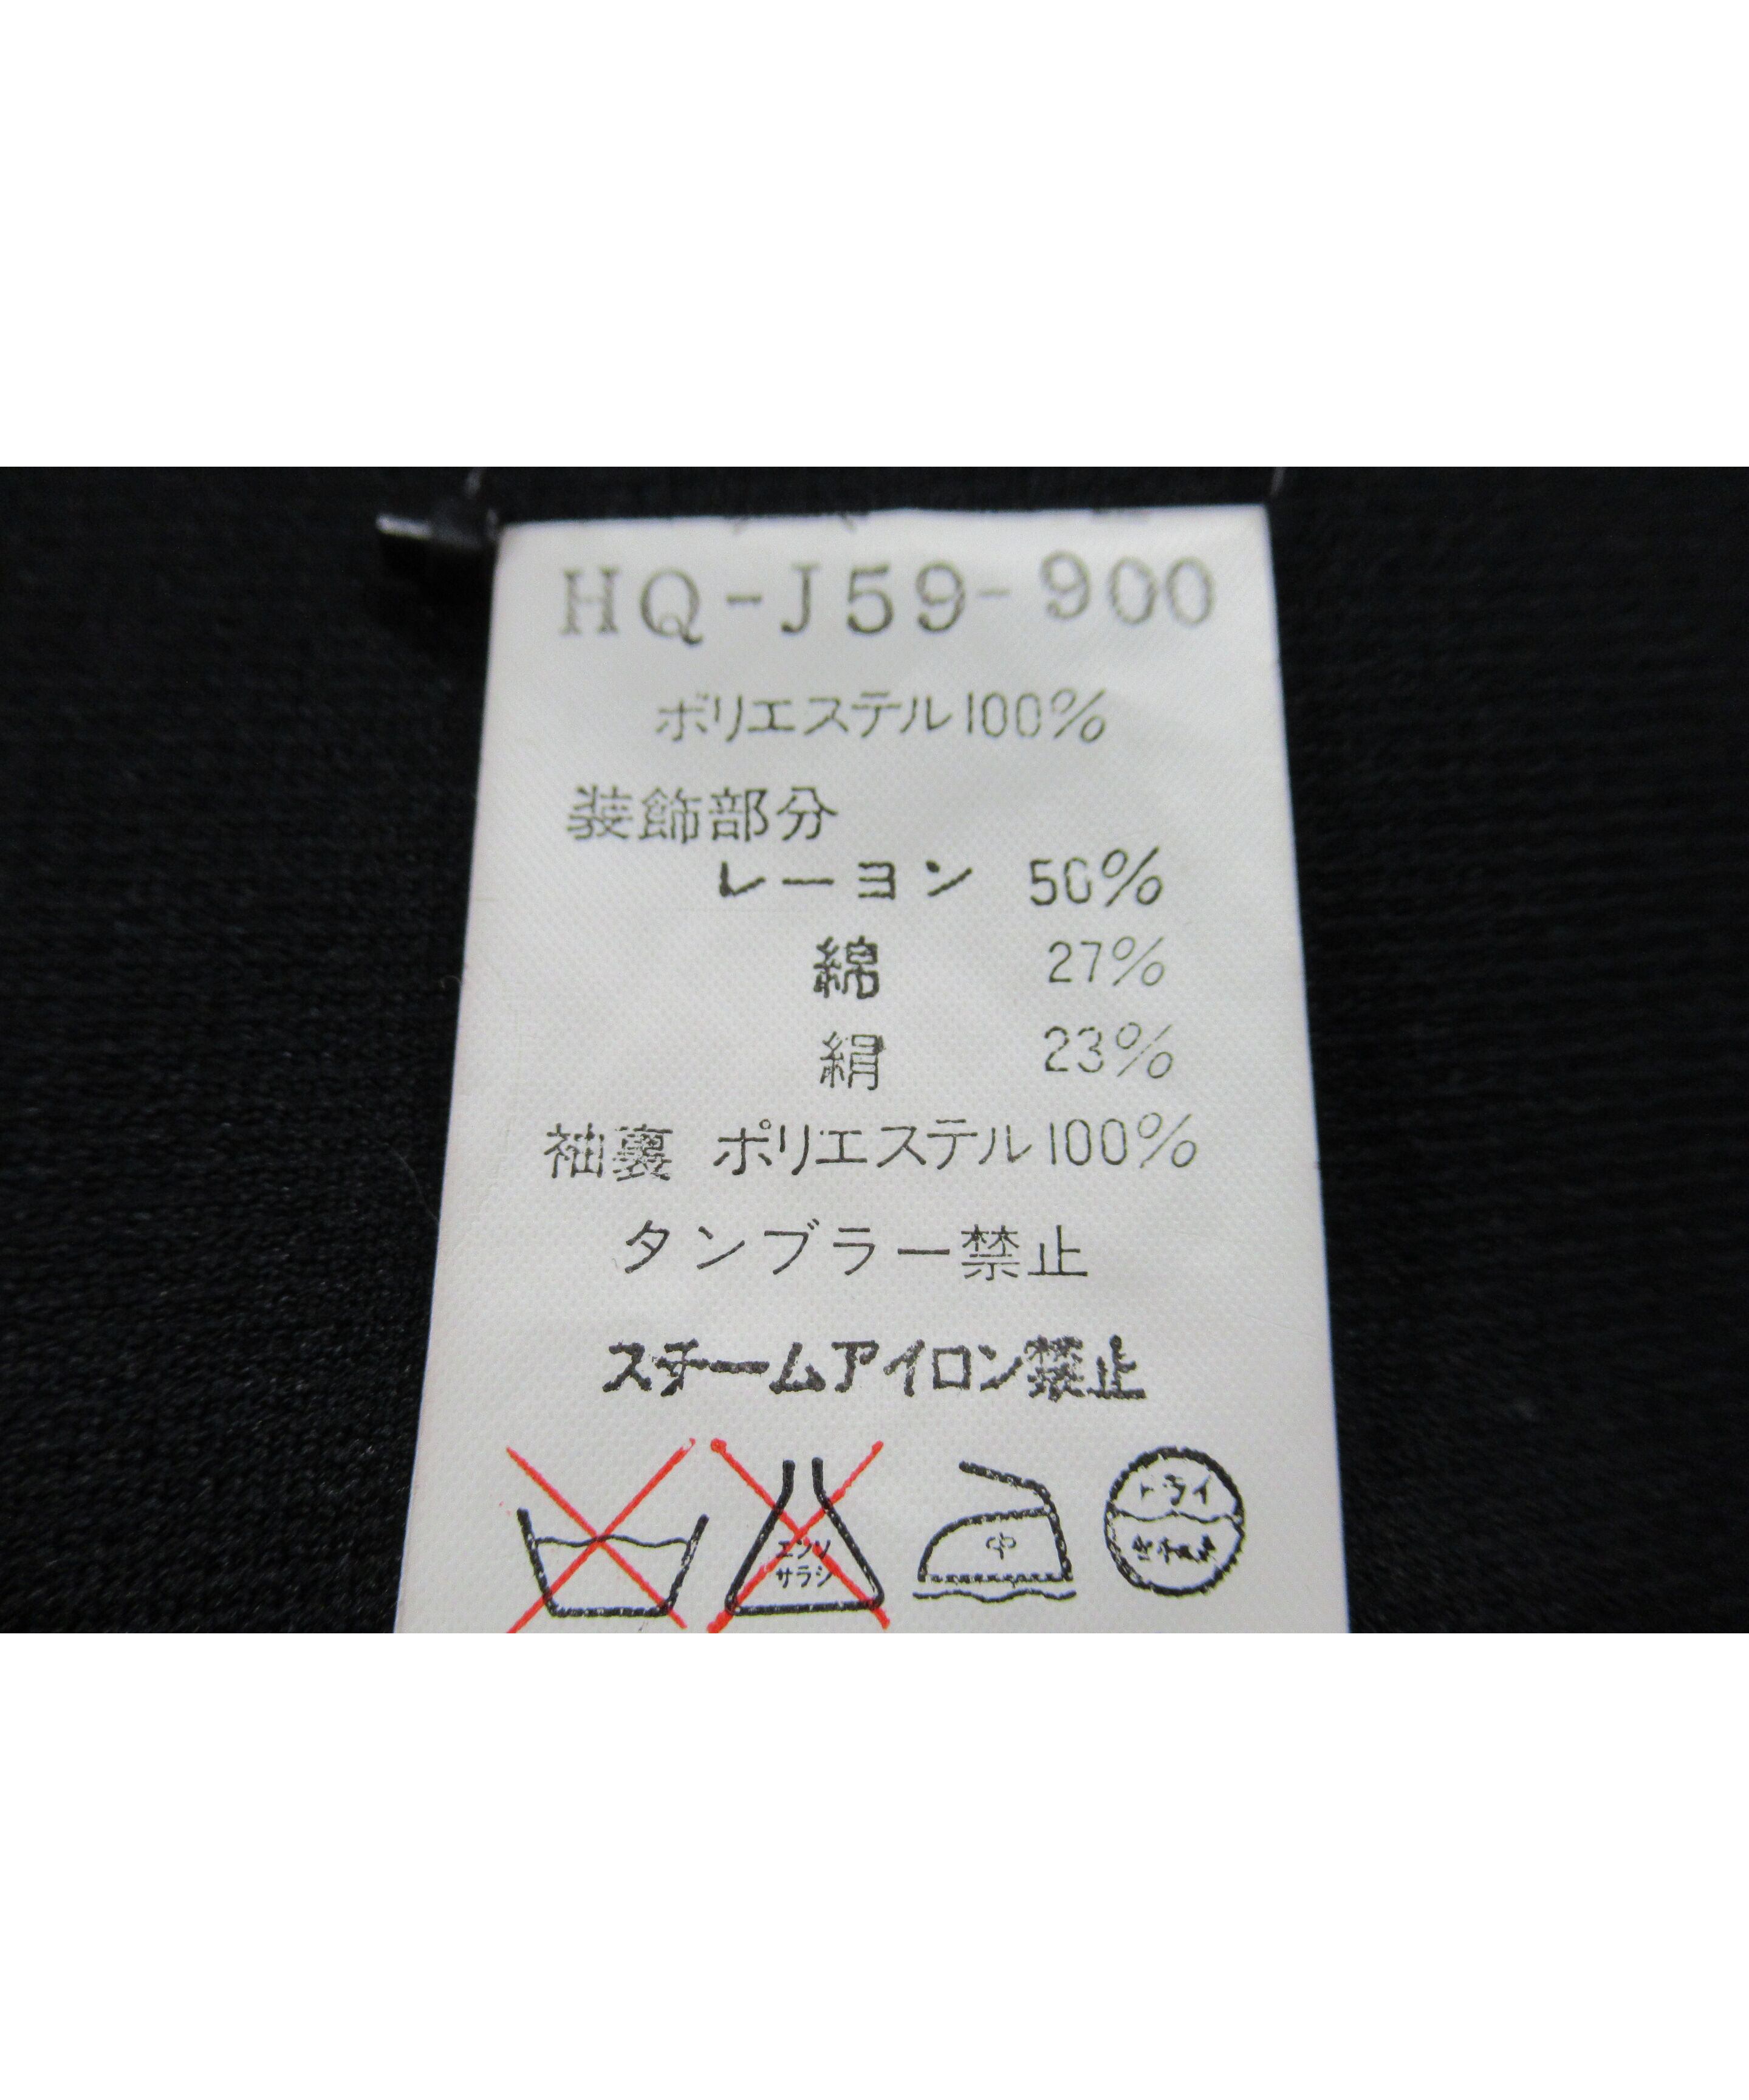 HQ-J59-900
ポリエステル100%
装飾部分
レーヨン 50%
綿 27%
絹 23%
袖裏 ポリエステル100%
タンブラー禁止
スチームアイロン禁止
エンソ
サラシ
中
ドライ